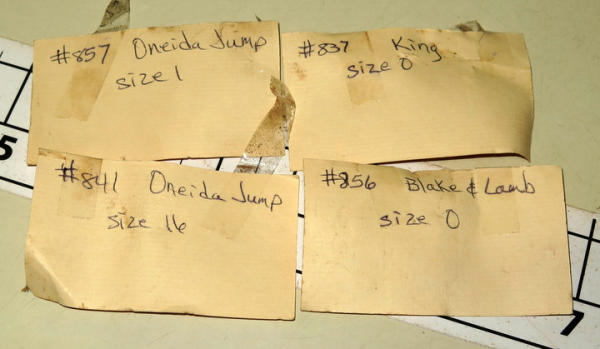 #857 Oneida Jump
size 1
#837 King
size 0
#841 Oneida Jump
size 16
#856 Blake & Lamb
size 0
5
7